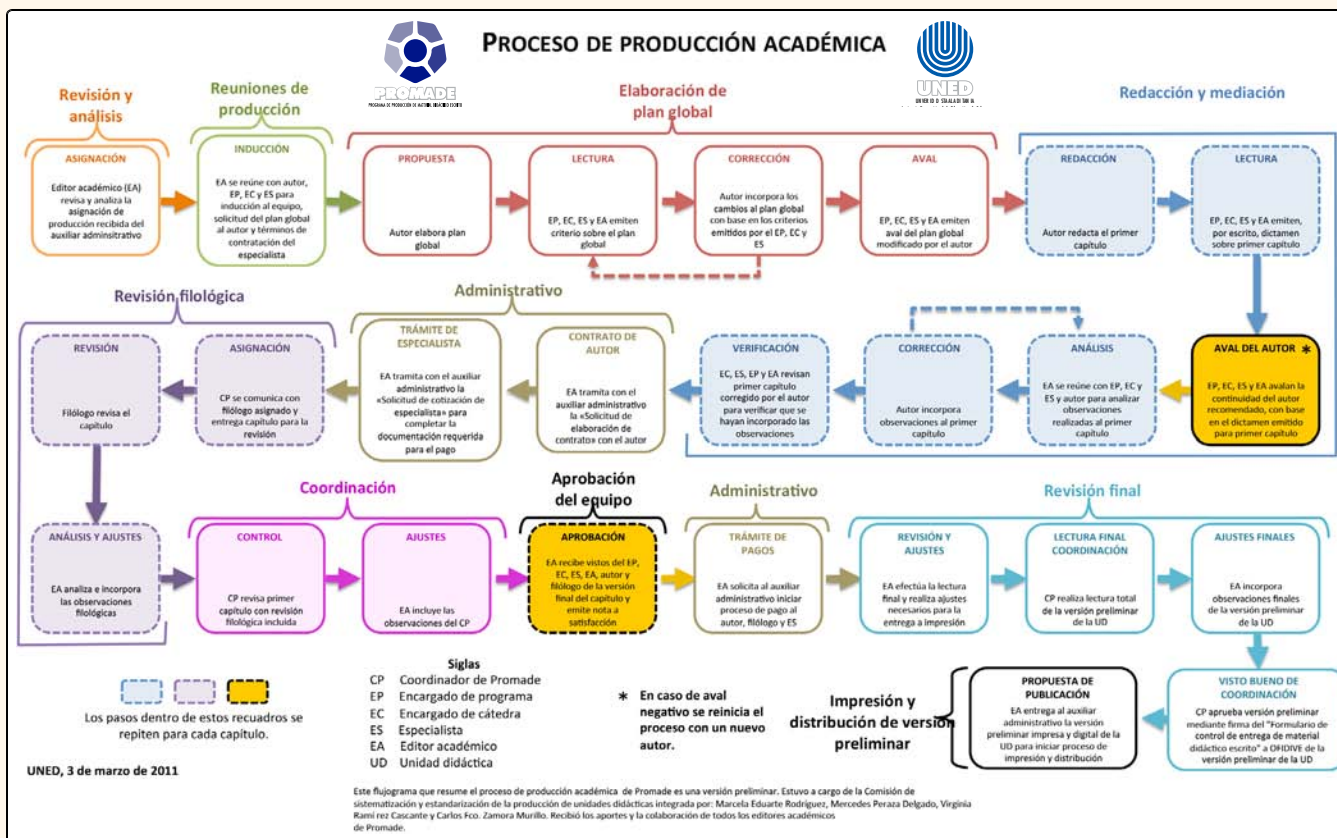 PROCESO DE PRODUCCIÓN ACADÉMICA
PROMADE
PROGRAMA DE PRODUCCIÓN DE MATERIAL DIDÁCTICO ESCRITO
UNED
Revisión y
análisis
ASIGNACIÓN
Editor académico (EA)
revisa y analiza la
asignación de
producción recibida del
auxiliar adminsitrativo
Reuniones de
producción
INDUCCIÓN
EA se reúne con autor,
EP, EC y ES para
inducción al equipo,
solicitud del plan global
al autor y términos de
contratación del
especialista
Elaboración de
plan global
PROPUESTA
Autor elabora plan
global
LECTURA
EP, EC, ES y EA emiten
criterio sobre el plan
global
CORRECCIÓN
Autor incorpora los
cambios al plan global
con base en los criterios
emitidos por el EP, EC y
ES
AVAL
EP, EC, ES y EA emiten
aval del plan global
modificado por el autor
Redacción y mediación
REDACCIÓN
Autor redacta el primer
capítulo
LECTURA
EP, EC, ES y EA emiten,
por escrito, dictamen
sobre primer capítulo
Revisión filológica
REVISIÓN
Filólogo revisa el
capítulo
ASIGNACIÓN
CP se comunica con
filólogo asignado y
entrega capítulo para la
revisión
Administrativo
TRÁMITE DE
ESPECIALISTA
EA tramita con el auxiliar
administrativo la
«Solicitud de cotización de
especialista» para
completar la
documentación requerida
para el pago
CONTRATO DE
AUTOR
EA tramita con el
auxiliar administrativo
la «Solicitud de
elaboración de
contrato» con el autor
VERIFICACIÓN
EC, ES, EP y EA revisan
primer capítulo
corregido por el autor
para verificar que se
hayan incorporado las
observaciones
CORRECCIÓN
Autor incorpora
observaciones al primer
capítulo
ANÁLISIS
EA se reúne con EP, EC y
ES y autor para analizar
observaciones
realizadas al primer
capítulo
AVAL DEL AUTOR *
EP, EC, ES y EA avalan la
continuidad del autor
recomendado, con base
en el dictamen emitido
para primer capítulo
ANÁLISIS Y AJUSTES
EA analiza e incorpora
las observaciones
filológicas
Coordinación
CONTROL
CP revisa primer
capítulo con revisión
filológica incluida
AJUSTES
EA incluye las
observaciones del CP
Aprobación
del equipo
APROBACIÓN
EA recibe vistos del EP,
EC, ES, EA, autor y
filólogo de la versión
final del capítulo y
emite nota a
satisfacción
Administrativo
TRÁMITE DE
PAGOS
EA solicita al auxiliar
administrativo iniciar
proceso de pago al
autor, filólogo y ES
Revisión final
REVISIÓN Y
AJUSTES
EA efectúa la lectura
final y realiza ajustes
necesarios para la
entrega a impresión
LECTURA FINAL
COORDINACIÓN
CP realiza lectura total
de la versión preliminar
de la UD
AJUSTES FINALES
EA incorpora
observaciones finales
de la versión preliminar
de la UD
Los pasos dentro de estos recuadros se
repiten para cada capítulo.
Siglas
CP Coordinador de Promade
EP Encargado de programa
EC Encargado de cátedra
ES Especialista
EA Editor académico
UD Unidad didáctica
* En caso de aval
negativo se reinicia el
proceso con un nuevo
autor.
Impresión y
distribución de versión
preliminar
PROPUESTA DE
PUBLICACIÓN
EA entrega al auxiliar
administrativo la versión
preliminar impresa y digital de la
UD para iniciar proceso de
impresión y distribución
VISTO BUENO DE
COORDINACIÓN
CP aprueba versión preliminar
mediante firma del "Formulario de
control de entrega de material
didáctico escrito" a OFIDIVE de la
versión preliminar de la UD
UNED, 3 de marzo de 2011
Este flujograma que resume el proceso de producción académica de Promade es una versión preliminar. Estuvo a cargo de la Comisión de
sistematización y estandarización de la producción de unidades didácticas integrada por: Marcela Eduarte Rodríguez, Mercedes Peraza Delgado, Virginia
Ramí rez Cascante y Carlos Fco. Zamora Murillo. Recibió los aportes y la colaboración de todos los editores académicos
de Promade.